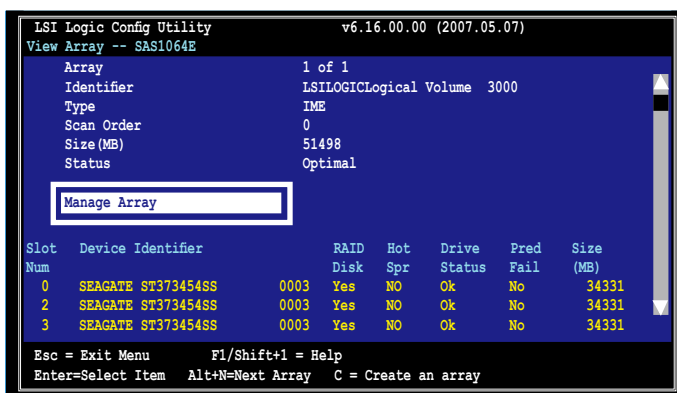 LSI Logic Config Utility v6.16.00.00 (2007.05.07)
View Array -- SAS1064E
Array 1 of 1
Identifier LSILOGICLogical Volume 3000
Type IME
Scan Order 0
Size(MB) 51498
Status Optimal
Manage Array
Slot Device Identifier RAID Hot Drive Pred Size
Num Disk Spr Status Fail (MB)
0 SEAGATE ST373454SS 0003 Yes NO Ok No 34331
2 SEAGATE ST373454SS 0003 Yes NO Ok No 34331
3 SEAGATE ST373454SS 0003 Yes NO Ok No 34331
Esc = Exit Menu F1/Shift+1 = Help
Enter=Select Item Alt+N=Next Array C = Create an array